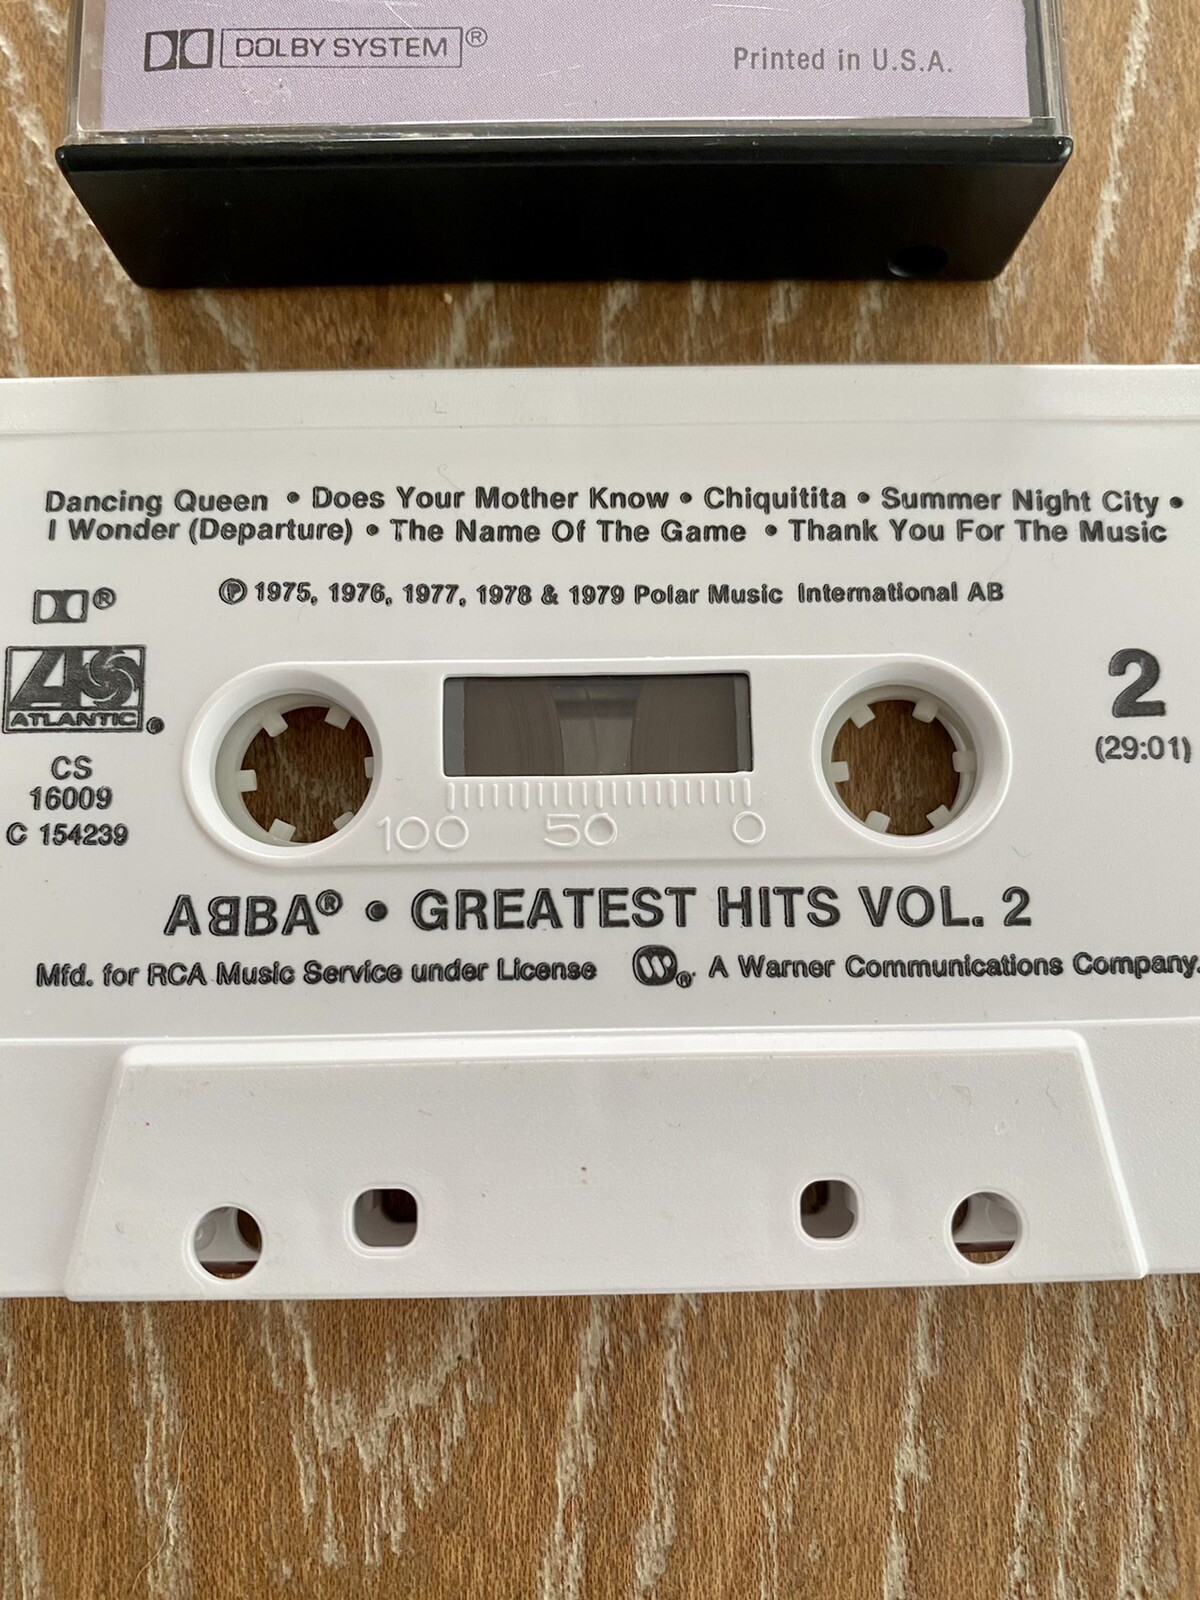 DOLBY SYSTEM®
Printed in U.S.A.
Dancing Queen • Does Your Mother Know • Chiquitita • Summer Night City •
I Wonder (Departure) • The Name Of The Game • Thank You For The Music
®
℗ 1975, 1976, 1977, 1978 & 1979 Polar Music International AB
ATLANTIC®
2
(29:01)
CS
16009
C 154239
100 50 0
ABBA® • GREATEST HITS VOL. 2
Mfd. for RCA Music Service under License W®. A Warner Communications Company.